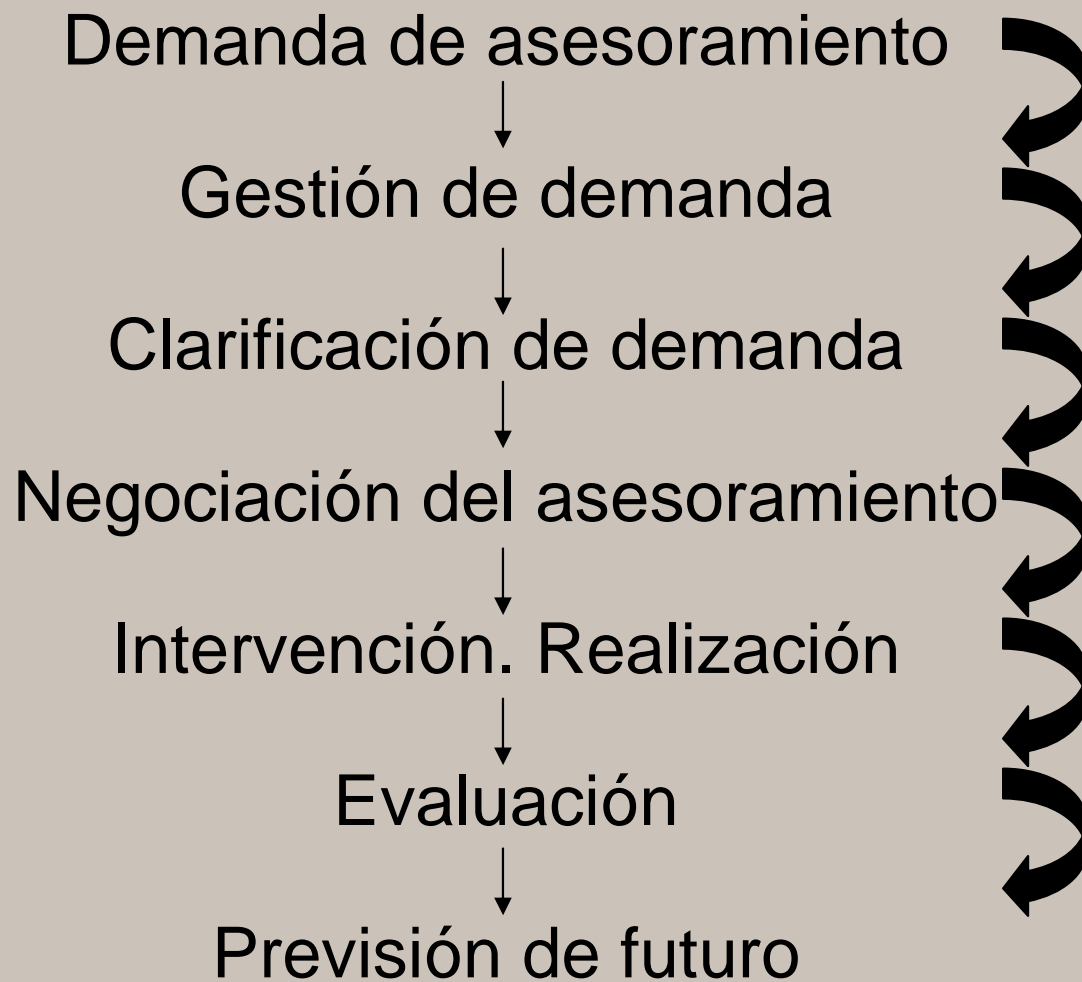 Demanda de asesoramiento
Gestión de demanda
Clarificación de demanda
Negociación del asesoramiento
Intervención. Realización
Evaluación
Previsión de futuro